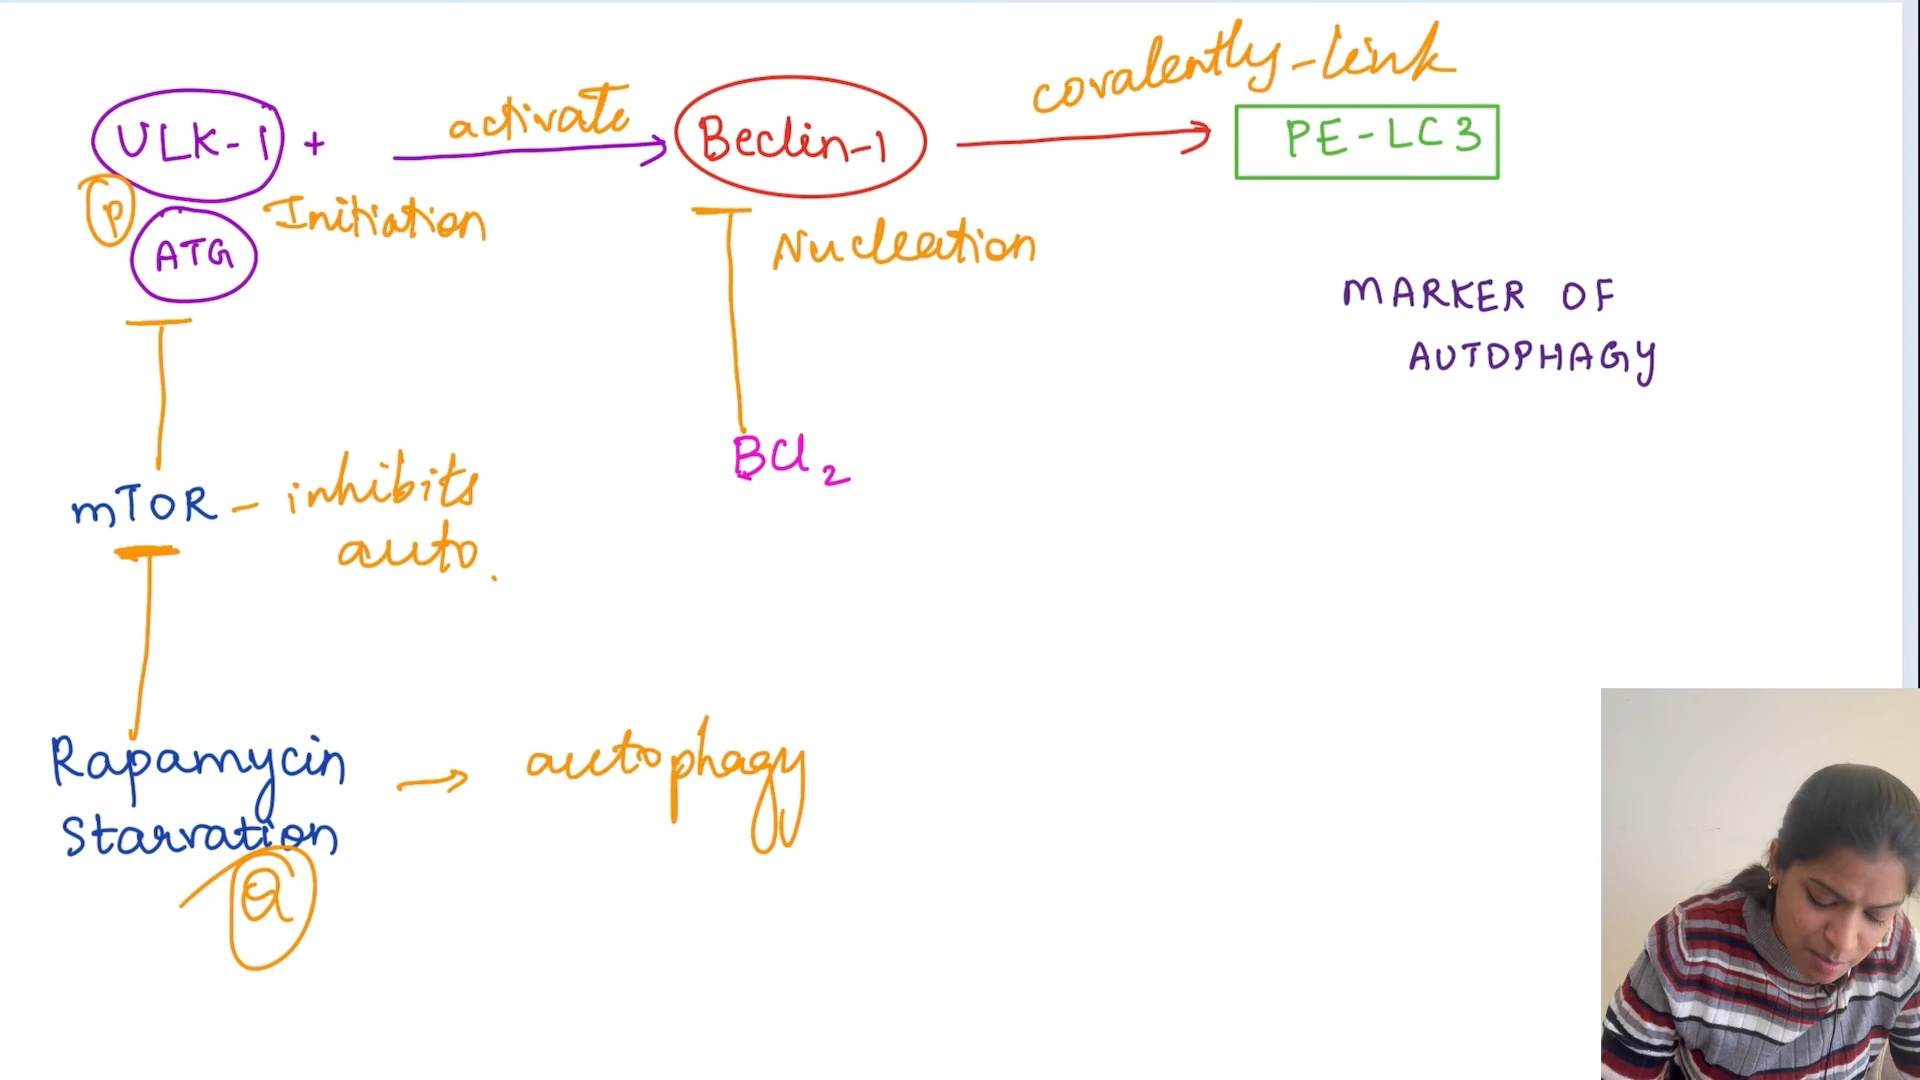 covalently-link
ULK-1 + activate Beclin-1 PE-LC3
P
ATG Initiation
Nucleation
MARKER OF
AUTOPHAGY
BCl2
mTOR - inhibits
auto.
Rapamycin → autophagy
Starvation
a